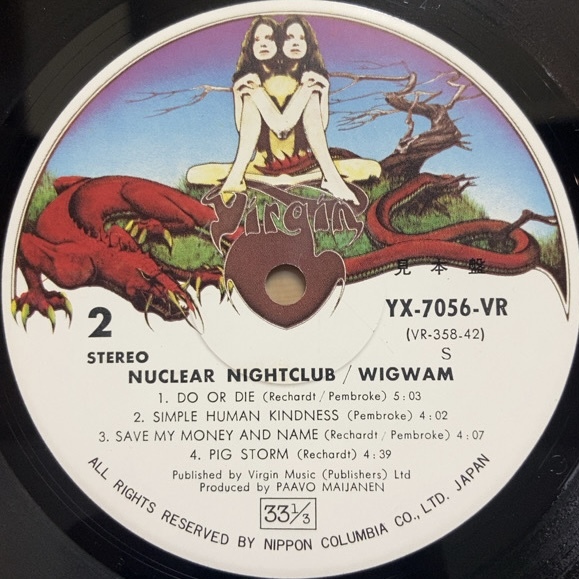 Virgin
見本盤
2
YX-7056-VR
(VR-358-42)
STEREO
S
NUCLEAR NIGHTCLUB / WIGWAM
1. DO OR DIE (Rechardt / Pembroke) 5:03
2. SIMPLE HUMAN KINDNESS (Pembroke) 4:02
3. SAVE MY MONEY AND NAME (Rechardt / Pembroke) 4:07
4. PIG STORM (Rechardt) 4:39
Published by Virgin Music (Publishers) Ltd
Produced by PAAVO MAIJANEN
33 1/3
ALL RIGHTS RESERVED BY NIPPON COLUMBIA CO., LTD. JAPAN